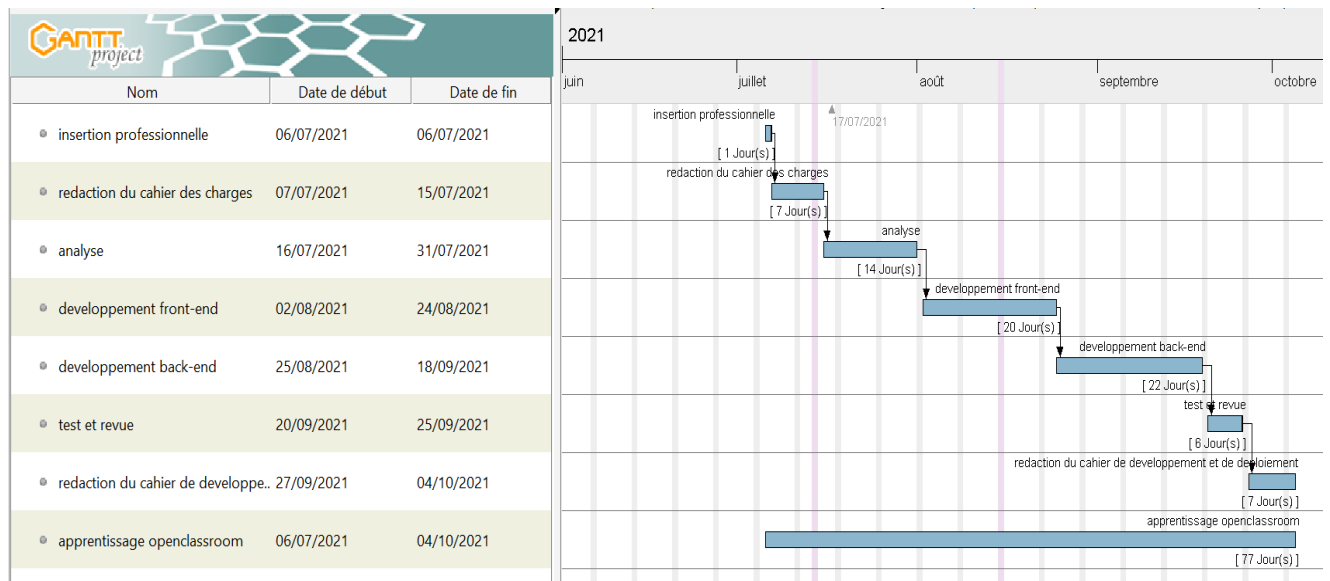 GANTT
project
Nom Date de début Date de fin
insertion professionnelle 06/07/2021 06/07/2021
redaction du cahier des charges 07/07/2021 15/07/2021
analyse 16/07/2021 31/07/2021
developpement front-end 02/08/2021 24/08/2021
developpement back-end 25/08/2021 18/09/2021
test et revue 20/09/2021 25/09/2021
redaction du cahier de developpe.. 27/09/2021 04/10/2021
apprentissage openclassroom 06/07/2021 04/10/2021
2021
juin juillet août septembre octobre
17/07/2021
insertion professionnelle
[ 1 Jour(s) ]
redaction du cahier des charges
[ 7 Jour(s) ]
analyse
[ 14 Jour(s) ]
developpement front-end
[ 20 Jour(s) ]
developpement back-end
[ 22 Jour(s) ]
test et revue
[ 6 Jour(s) ]
redaction du cahier de developpement et de deploiement
[ 7 Jour(s) ]
apprentissage openclassroom
[ 77 Jour(s) ]